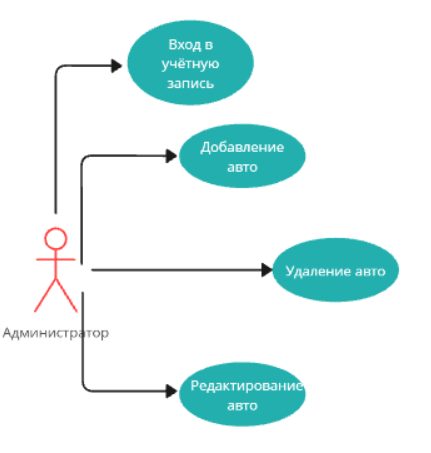 Вход в
учётную
запись
Добавление
авто
Удаление авто
Администратор
Редактирование
авто